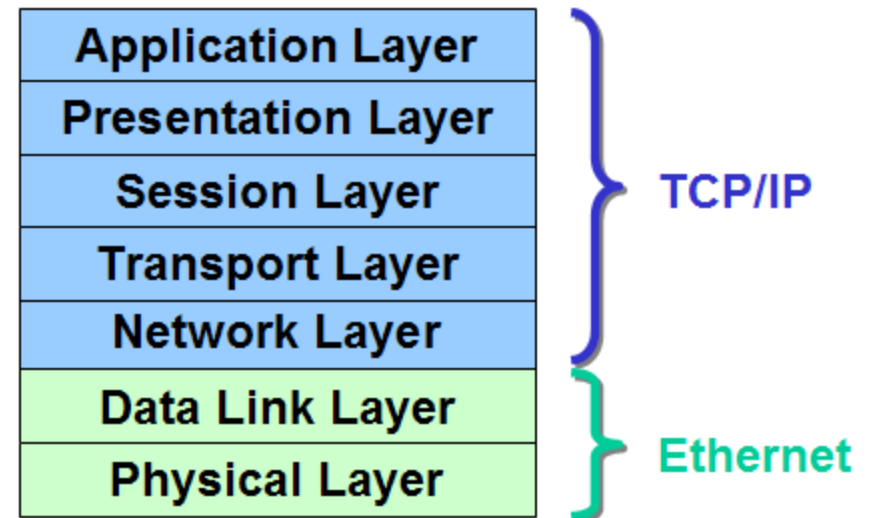 Application Layer
Presentation Layer
Session Layer
TCP/IP
Transport Layer
Network Layer
Data Link Layer
Ethernet
Physical Layer